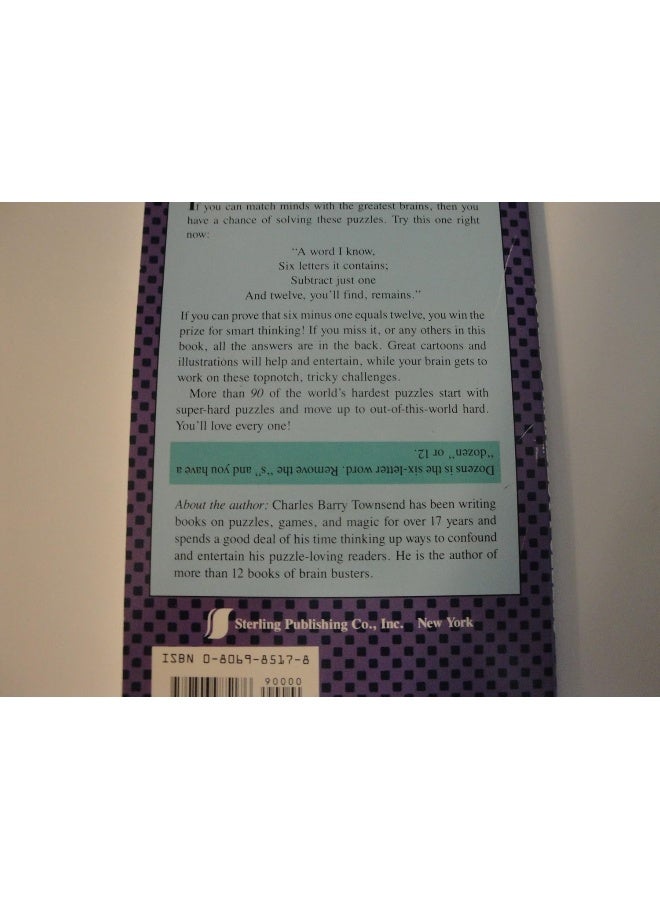 If you can match minds with the greatest brains, then you
have a chance of solving these puzzles. Try this one right
now:
"A word I know,
Six letters it contains;
Subtract just one
And twelve, you'll find, remains."
If you can prove that six minus one equals twelve, you win the
prize for smart thinking! If you miss it, or any others in this
book, all the answers are in the back. Great cartoons and
illustrations will help and entertain, while your brain gets to
work on these topnotch, tricky challenges.
More than 90 of the world's hardest puzzles start with
super-hard puzzles and move up to out-of-this-world hard.
You'll love every one!
Dozens is the six-letter word. Remove the "s" and you have a
"dozen" or 12.
About the author: Charles Barry Townsend has been writing
books on puzzles, games, and magic for over 17 years and
spends a good deal of his time thinking up ways to confound
and entertain his puzzle-loving readers. He is the author of
more than 12 books of brain busters.
Sterling Publishing Co., Inc. New York
ISBN 0-8069-8517-8
90000